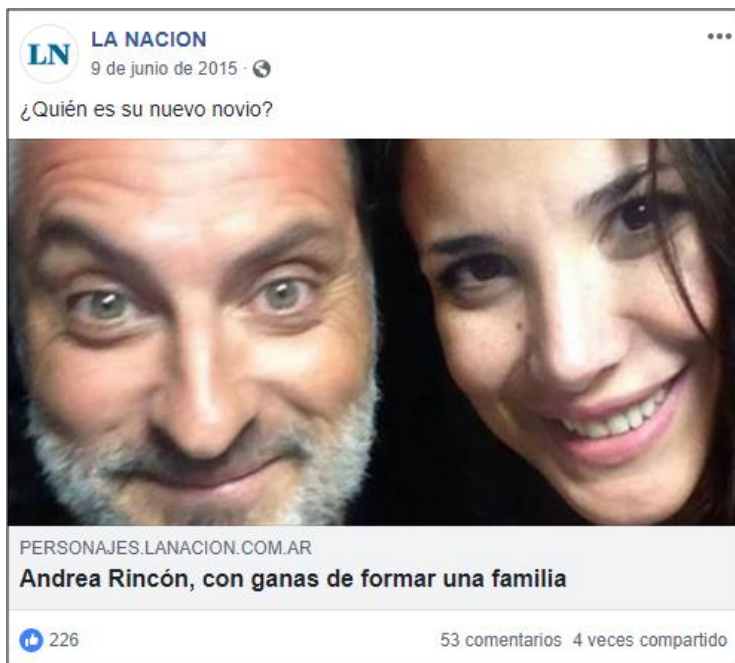 LN
LA NACION
9 de junio de 2015 ·
¿Quién es su nuevo novio?
PERSONAJES.LANACION.COM.AR
Andrea Rincón, con ganas de formar una familia
226
53 comentarios 4 veces compartido